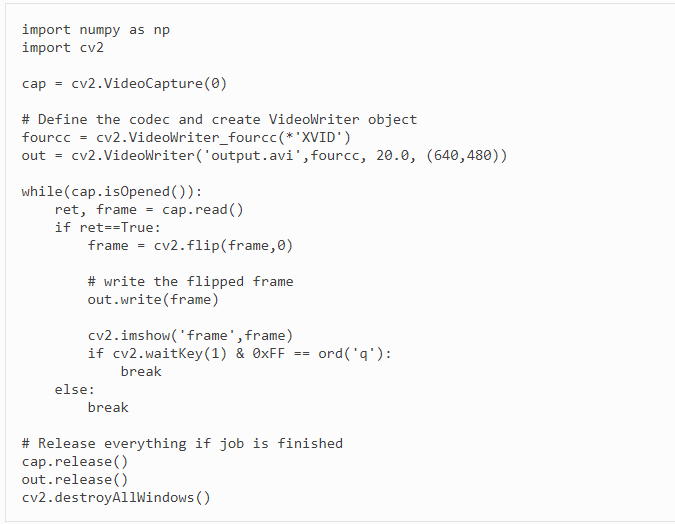 import numpy as np
import cv2

cap = cv2.VideoCapture(0)

# Define the codec and create VideoWriter object
fourcc = cv2.VideoWriter_fourcc(*'XVID')
out = cv2.VideoWriter('output.avi',fourcc, 20.0, (640,480))

while(cap.isOpened()):
    ret, frame = cap.read()
    if ret==True:
        frame = cv2.flip(frame,0)

        # write the flipped frame
        out.write(frame)

        cv2.imshow('frame',frame)
        if cv2.waitKey(1) & 0xFF == ord('q'):
            break
    else:
        break

# Release everything if job is finished
cap.release()
out.release()
cv2.destroyAllWindows()